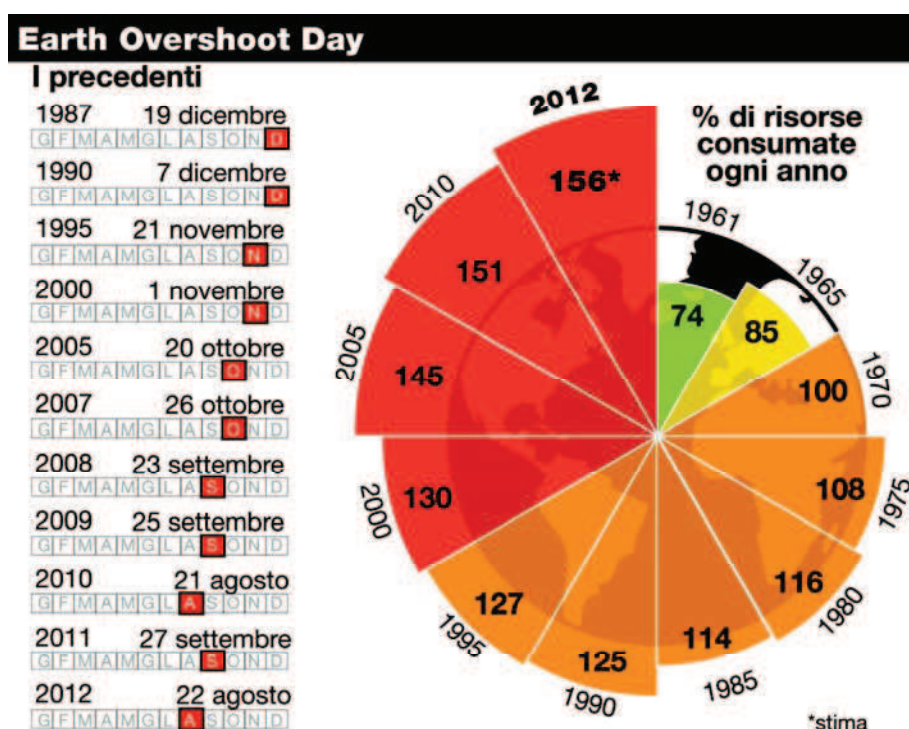 Earth Overshoot Day
I precedenti
1987 19 dicembre
G F M A M G L A S O N D
1990 7 dicembre
G F M A M G L A S O N D
1995 21 novembre
G F M A M G L A S O N D
2000 1 novembre
G F M A M G L A S O N D
2005 20 ottobre
G F M A M G L A S O N D
2007 26 ottobre
G F M A M G L A S O N D
2008 23 settembre
G F M A M G L A S O N D
2009 25 settembre
G F M A M G L A S O N D
2010 21 agosto
G F M A M G L A S O N D
2011 27 settembre
G F M A M G L A S O N D
2012 22 agosto
G F M A M G L A S O N D
% di risorse
consumate
ogni anno
1961
74
1965
85
1970
100
1975
108
1980
116
1985
114
1990
125
1995
127
2000
130
2005
145
2010
151
2012
156*
*stima